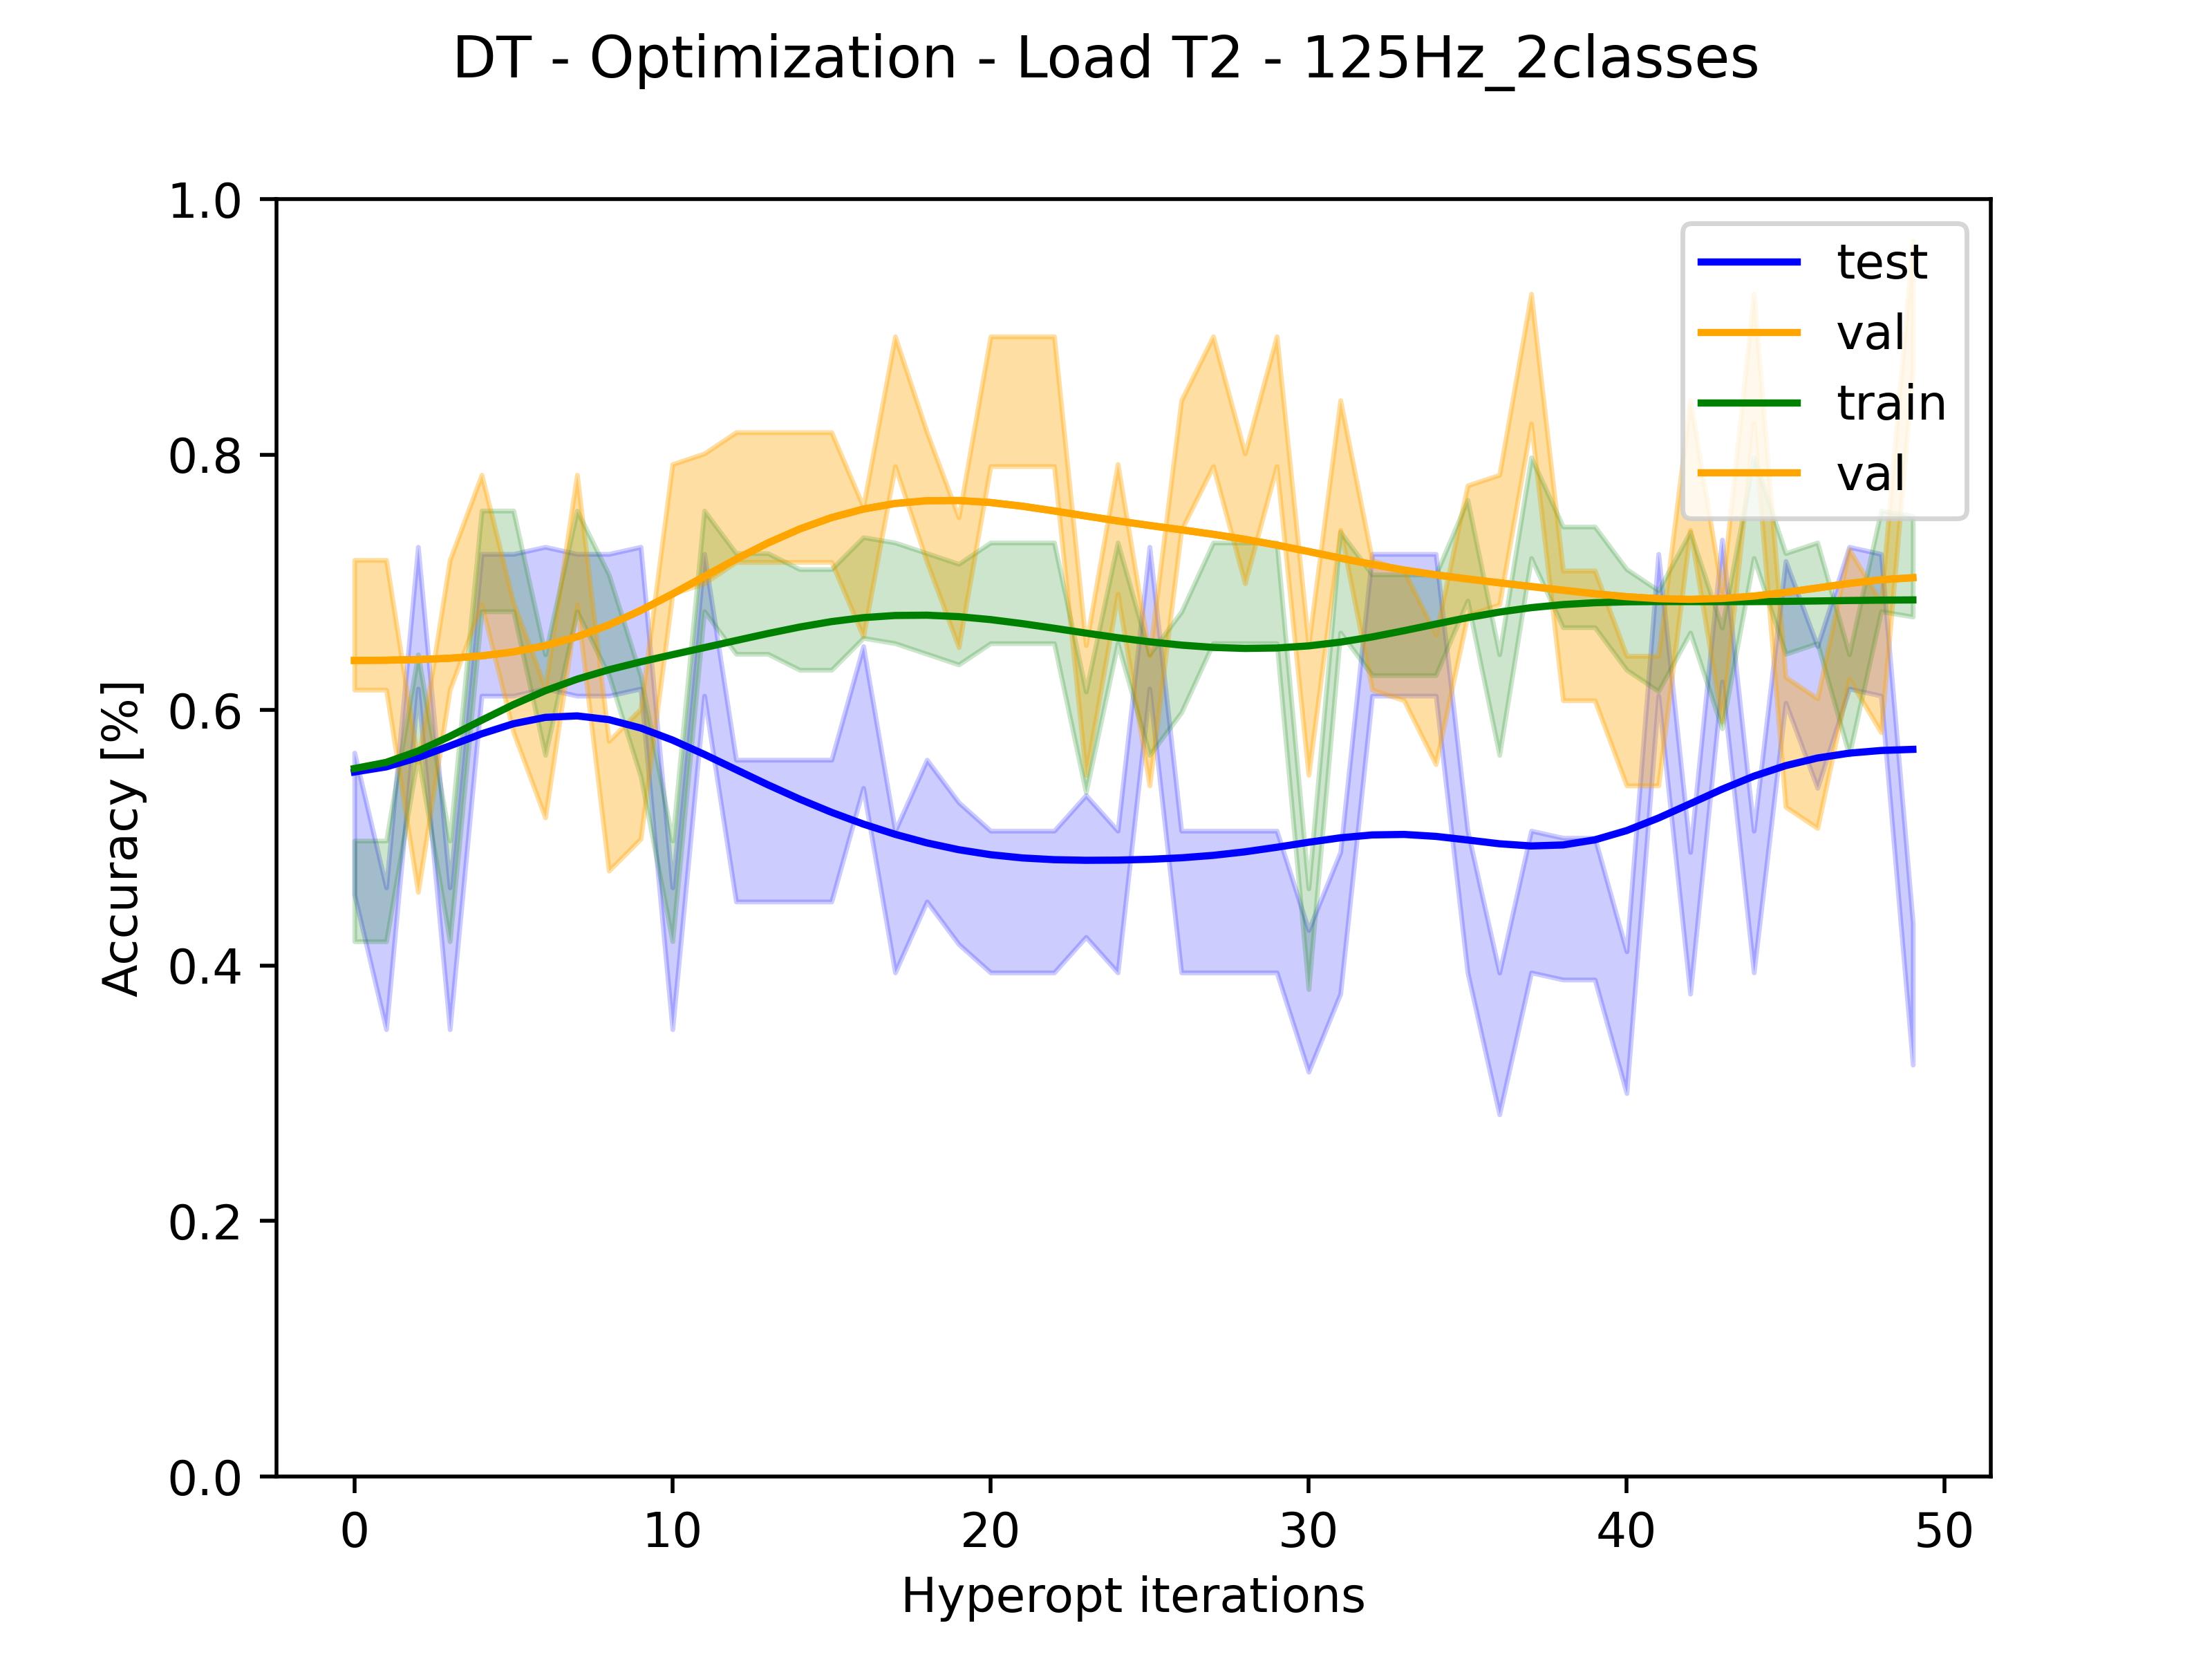 DT - Optimization - Load T2 - 125Hz_2classes
1.0
0.8
0.6
0.4
0.2
0.0
Accuracy [%]
test
val
train
val
0 10 20 30 40 50
Hyperopt iterations